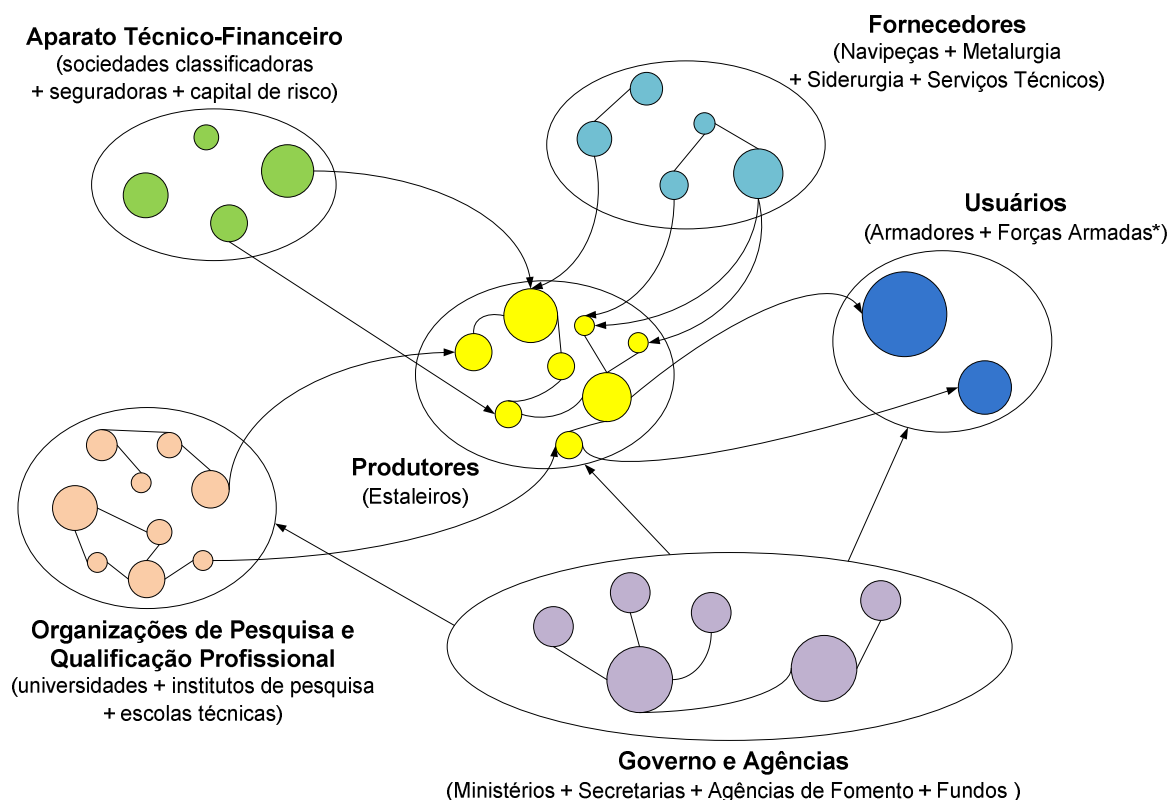 Aparato Técnico-Financeiro
(sociedades classificadoras
+ seguradoras + capital de risco)
Fornecedores
(Navipeças + Metalurgia
+ Siderurgia + Serviços Técnicos)
Usuários
(Armadores + Forças Armadas*)
Produtores
(Estaleiros)
Organizações de Pesquisa e
Qualificação Profissional
(universidades + institutos de pesquisa
+ escolas técnicas)
Governo e Agências
(Ministérios + Secretarias + Agências de Fomento + Fundos )